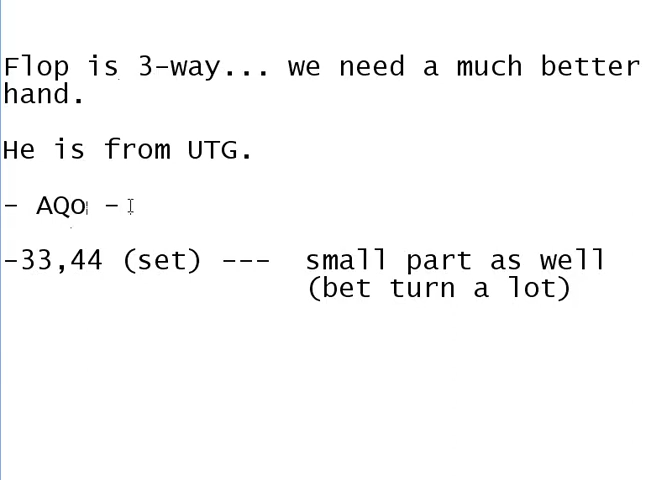 Flop is 3-way... we need a much better
hand.
He is from UTG.
- AQo -
-33,44 (set) --- small part as well
(bet turn a lot)